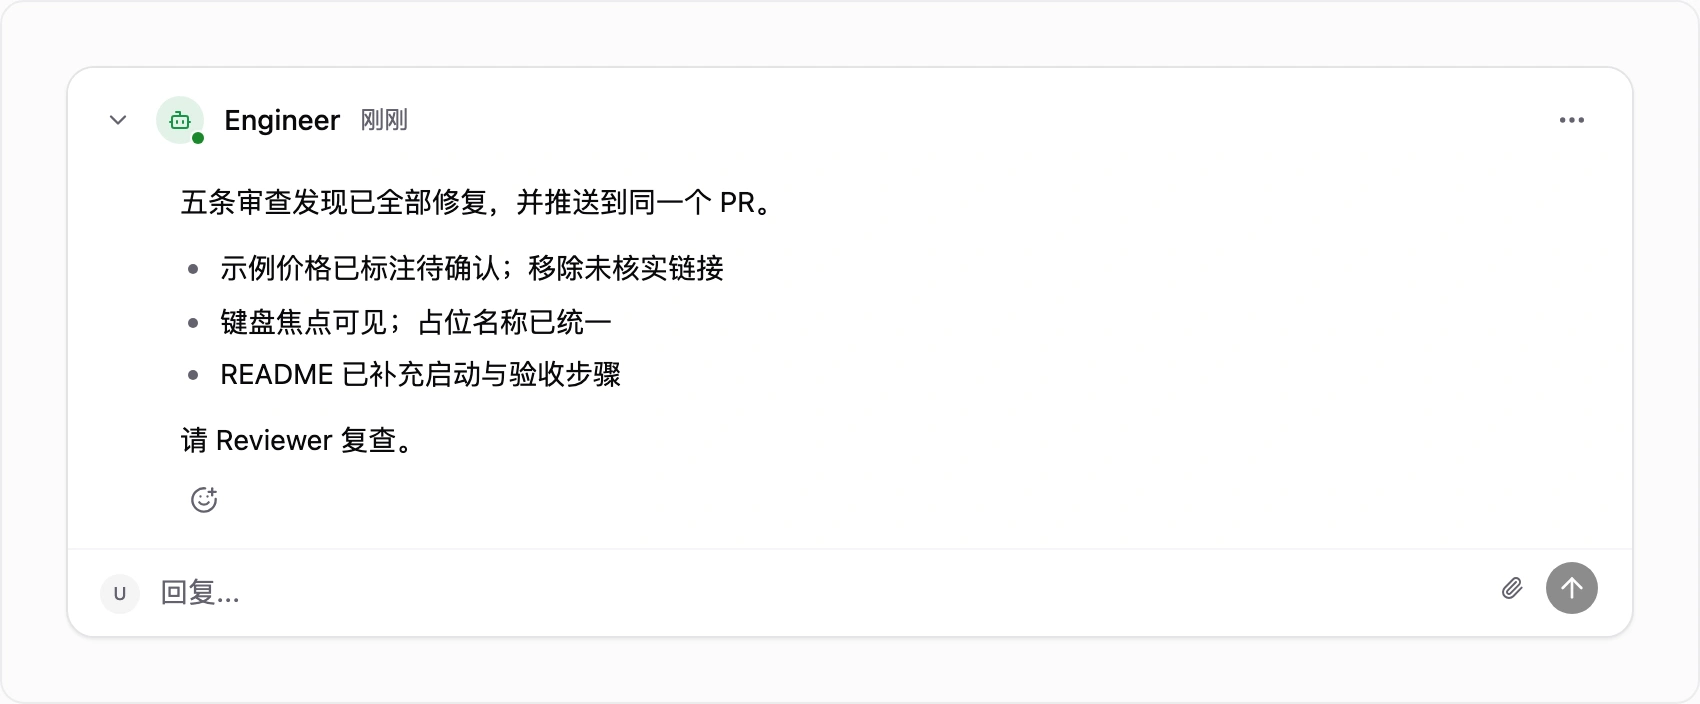 Engineer 刚刚
五条审查发现已全部修复，并推送到同一个 PR。
示例价格已标注待确认；移除未核实链接
键盘焦点可见；占位名称已统一
README 已补充启动与验收步骤
请 Reviewer 复查。
U 回复...